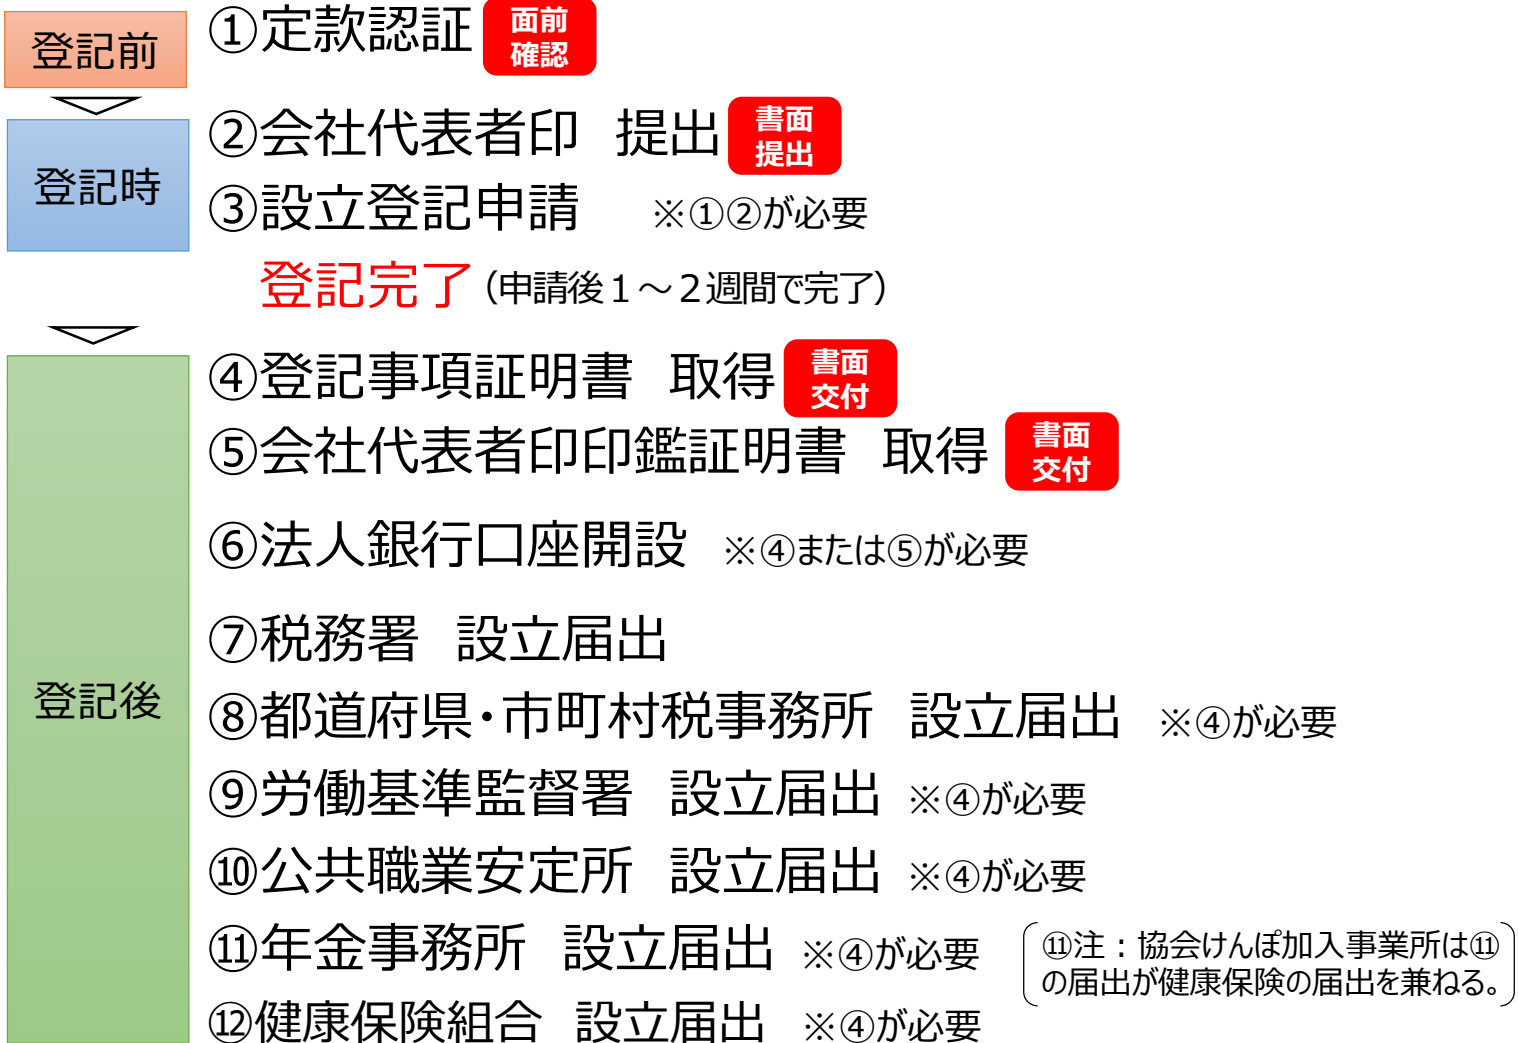 登記前
①定款認証
面前
確認
登記時
②会社代表者印　提出
書面
提出
③設立登記申請　※①②が必要
登記完了（申請後１～２週間で完了）
登記後
④登記事項証明書　取得
書面
交付
⑤会社代表者印印鑑証明書　取得
書面
交付
⑥法人銀行口座開設　※④または⑤が必要
⑦税務署　設立届出
⑧都道府県・市町村税事務所　設立届出　※④が必要
⑨労働基準監督署　設立届出　※④が必要
⑩公共職業安定所　設立届出　※④が必要
⑪年金事務所　設立届出　※④が必要
⑪注：協会けんぽ加入事業所は⑪
の届出が健康保険の届出を兼ねる。
⑫健康保険組合　設立届出　※④が必要